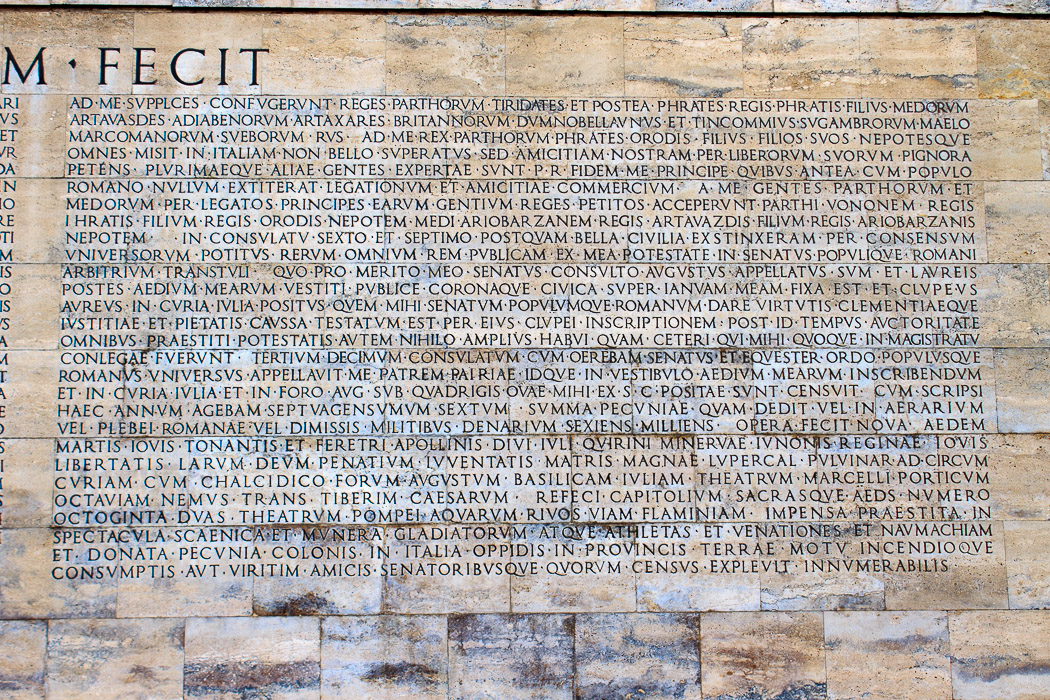 M · FECIT
ARI AD·ME·SVPPLCES·CONFVGERVNT·REGES·PARTHORVM·TIRIDATES·ET·POSTEA·PHRATES·REGIS·PHRATIS·FILIVS·MEDORVM
VS ARTAVASDES·ADIABENORVM·ARTAXARES·BRITANNORVM·DVMNOBELLAVNVS·ET·TINCOMMIVS·SVGAMBRORVM·MAELO
ET MARCOMANORVM·SVEBORVM·RVS·AD·ME·REX·PARTHORVM·PHRATES·ORODIS·FILIVS·FILIOS·SVOS·NEPOTESQVE
VR OMNES·MISIT·IN·ITALIAM·NON·BELLO·SVPERATVS·SED·AMICITIAM·NOSTRAM·PER·LIBERORVM·SVORVM·PIGNORA
DA PETENS·PLVRIMAEQVE·ALIAE·GENTES·EXPERTAE·SVNT·P·R·FIDEM·ME·PRINCIPE·QVIBVS·ANTEA·CVM·POPVLO
IN ROMANO·NVLLVM·EXTITERAT·LEGATIONVM·ET·AMICITIAE·COMMERCIVM·A·ME·GENTES·PARTHORVM·ET
MEDORVM·PER·LEGATOS·PRINCIPES·EARVM·GENTIVM·REGES·PETITOS·ACCEPERVNT·PARTHI·VONONEM·REGIS
RE HRATIS·FILIVM·REGIS·ORODIS·NEPOTEM·MEDI·ARIOBARZANEM·REGIS·ARTAVAZDIS·FILIVM·REGIS·ARIOBARZANIS
TI NEPOTEM·IN·CONSVLATV·SEXTO·ET·SEPTIMO·POSTQVAM·BELLA·CIVILIA·EXSTINXERAM·PER·CONSENSVM
M VNIVERSORVM·POTITVS·RERVM·OMNIVM·REM·PVBLICAM·EX·MEA·POTESTATE·IN·SENATVS·POPVLIQVE·ROMANI
IS ARBITRIVM·TRANSTVLI·QVO·PRO·MERITO·MEO·SENATVS·CONSVLTO·AVGVSTVS·APPELLATVS·SVM·ET·LAVREIS
POSTES·AEDIVM·MEARVM·VESTITI·PVBLICE·CORONAQVE·CIVICA·SVPER·IANVAM·MEAM·FIXA·EST·ET·CLVPEVS
AVREVS·IN·CVRIA·IVLIA·POSITVS·QVEM·MIHI·SENATVM·POPVLVMQVE·ROMANVM·DARE·VIRTVTIS·CLEMENTIAEQVE
VS IVSTITIAE·ET·PIETATIS·CAVSSA·TESTATVM·EST·PER·EIVS·CLVPEI·INSCRIPTIONEM·POST·ID·TEMPVS·AVCTORITATE
A OMNIBVS·PRAESTITI·POTESTATIS·AVTEM·NIHILO·AMPLIVS·HABVI·QVAM·CETERI·QVI·MIHI·QVOQVE·IN·MAGISTRATV
M CONLEGAE·FVERVNT·TERTIVM·DECIMVM·CONSVLATVM·CVM·GEREBAM·SENATVS·ET·EQVESTER·ORDO·POPVLVSQVE
T ROMANVS·VNIVERSVS·APPELLAVIT·ME·PATREM·PATRIAE·IDQVE·IN·VESTIBVLO·AEDIVM·MEARVM·INSCRIBENDVM
ET·IN·CVRIA·IVLIA·ET·IN·FORO·AVG·SVB·QVADRIGIS·QVAE·MIHI·EX·S·C·POSITAE·SVNT·CENSVIT·CVM·SCRIPSI
HAEC·ANNVM·AGEBAM·SEPTVAGENSVMVM·SEXTVM·SVMMA·PECVNIAE·QVAM·DEDIT·VEL·IN·AERARIVM
VEL·PLEBEI·ROMANAE·VEL·DIMISSIS·MILITIBVS·DENARIVM·SEXIENS·MILLIENS·OPERA·FECIT·NOVA·AEDEM
S MARTIS·IOVIS·TONANTIS·ET·FERETRI·APOLLINIS·DIVI·IVLI·QVIRINI·MINERVAE·IVNONIS·REGINAE·IOVIS
LIBERTATIS·LARVM·DEVM·PENATIVM·IVVENTATIS·MATRIS·MAGNAE·LVPERCAL·PVLVINAR·AD·CIRCVM
CVRIAM·CVM·CHALCIDICO·FORVM·AVGVSTVM·BASILICAM·IVLIAM·THEATRVM·MARCELLI·PORTICVM
OCTAVIAM·NEMVS·TRANS·TIBERIM·CAESARVM·REFECI·CAPITOLIVM·SACRASQVE·AEDS·NVMERO
OCTOGINTA·DVAS·THEATRVM·POMPEI·AQVARVM·RIVOS·VIAM·FLAMINIAM·IMPENSA·PRAESTITA·IN
SPECTACVLA·SCAENICA·ET·MVNERA·GLADIATORVM·ATQVE·ATHLETAS·ET·VENATIONES·ET·NAVMACHIAM
ET·DONATA·PECVNIA·COLONIS·IN·ITALIA·OPPIDIS·IN·PROVINCIS·TERRAE·MOTV·INCENDIOQVE
CONSVMPTIS·AVT·VIRITIM·AMICIS·SENATORIBVSQVE·QVORVM·CENSVS·EXPLEVIT·INNVMERABILIS